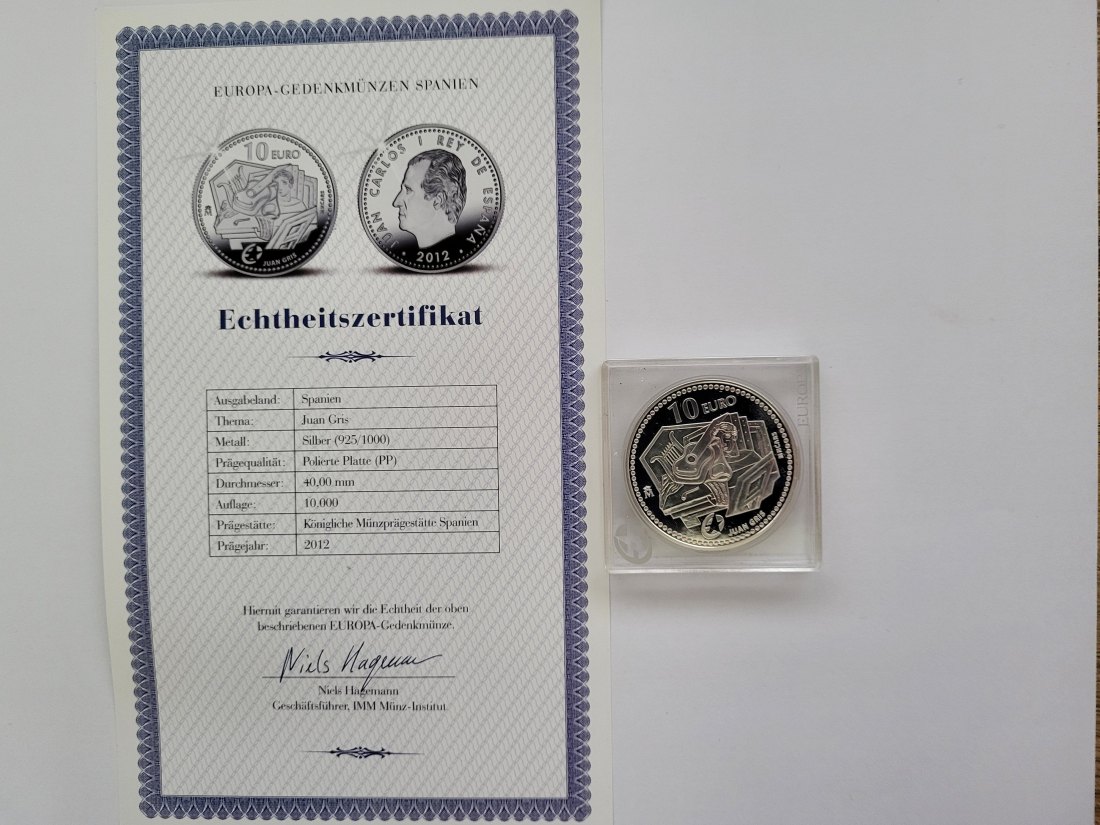 EUROPA-GEDENKMÜNZEN SPANIEN
10 EURO
JUAN GRIS
JUAN CARLOS I REY DE ESPAÑA
• 2012 •
Echtheitszertifikat
Ausgabeland: Spanien
Thema: Juan Gris
Metall: Silber (925/1000)
Prägequalität: Polierte Platte (PP)
Durchmesser: 40,00 mm
Auflage: 10.000
Prägestätte: Königliche Münzprägestätte Spanien
Prägejahr: 2012
Hiermit garantieren wir die Echtheit der oben
beschriebenen EUROPA-Gedenkmünze.
Niels Hagemann
Niels Hagemann
Geschäftsführer, IMM Münz-Institut
10 EURO
JUAN GRIS